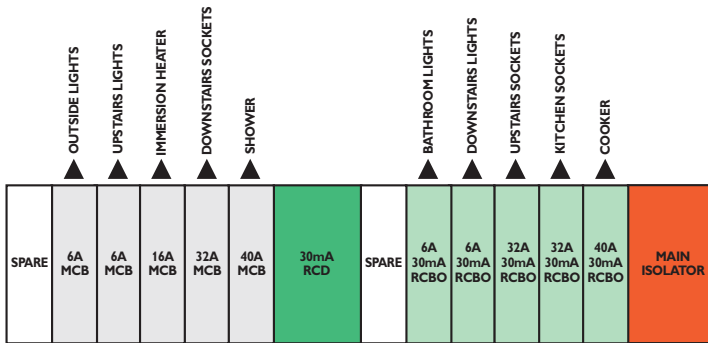 OUTSIDE LIGHTS
UPSTAIRS LIGHTS
IMMERSION HEATER
DOWNSTAIRS SOCKETS
SHOWER
BATHROOM LIGHTS
DOWNSTAIRS LIGHTS
UPSTAIRS SOCKETS
KITCHEN SOCKETS
COOKER
SPARE
6A
MCB
6A
MCB
16A
MCB
32A
MCB
40A
MCB
30mA
RCD
SPARE
6A
30mA
RCBO
6A
30mA
RCBO
32A
30mA
RCBO
32A
30mA
RCBO
40A
30mA
RCBO
MAIN
ISOLATOR